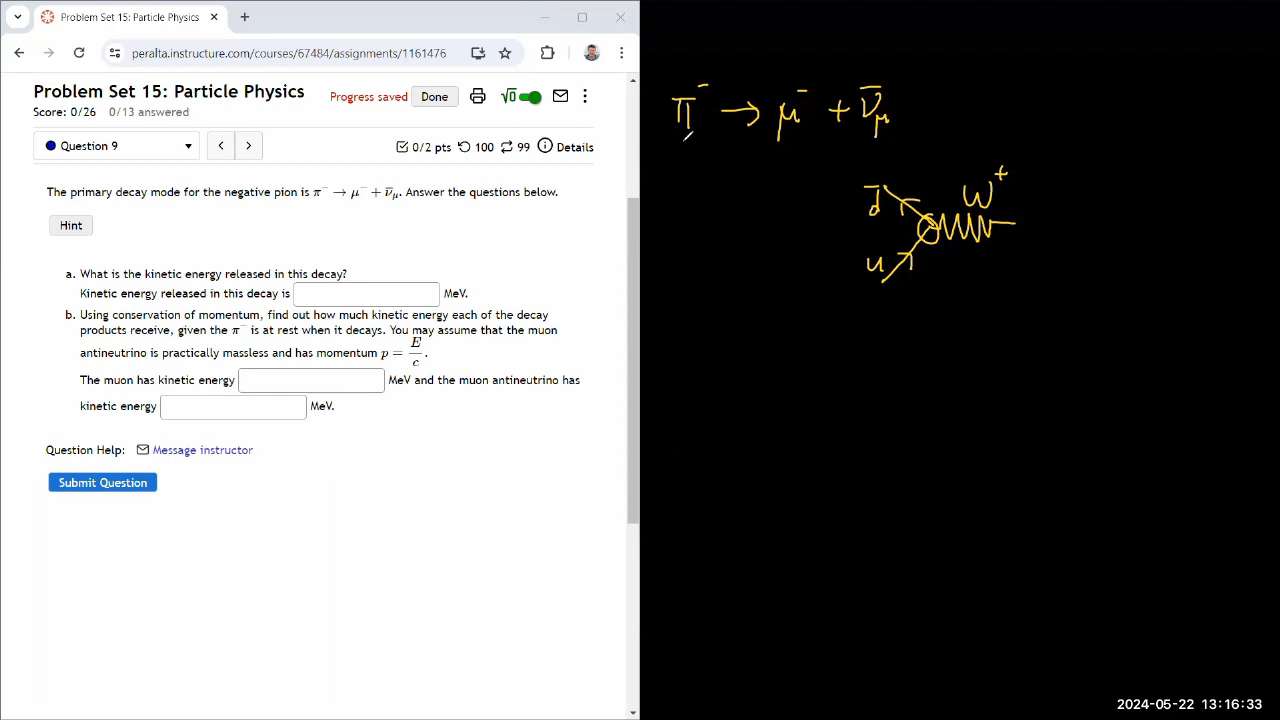 Problem Set 15: Particle Physics
peralta.instructure.com/courses/67484/assignments/1161476
Problem Set 15: Particle Physics
Progress saved
Done
√0
Score: 0/26 0/13 answered
Question 9
0/2 pts 100 99 Details
The primary decay mode for the negative pion is π⁻ → μ⁻ + ν̄_μ. Answer the questions below.
Hint
a. What is the kinetic energy released in this decay?
Kinetic energy released in this decay is MeV.
b. Using conservation of momentum, find out how much kinetic energy each of the decay
products receive, given the π⁻ is at rest when it decays. You may assume that the muon
antineutrino is practically massless and has momentum p = E/c.
The muon has kinetic energy MeV and the muon antineutrino has
kinetic energy MeV.
Question Help: Message instructor
Submit Question
π⁻ → μ⁻ + ν̄_μ
d̄
W⁺
u
2024-05-22 13:16:33